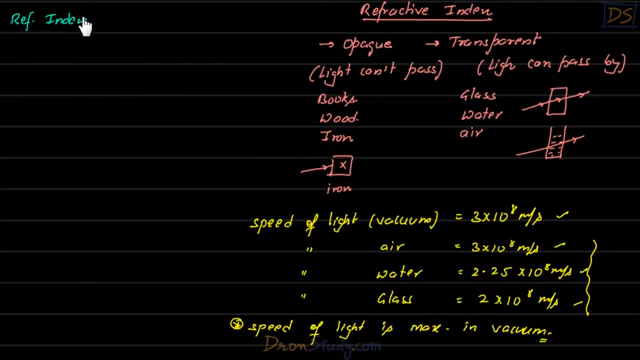 Ref. Index
Refractive Index
DS
→ Opaque → Transparent
(Light can't pass) (Ligh can pass by)
Books Glass
Wood Water
Iron air
x
iron
speed of light (vacuum) = 3×10⁸ m/s ✓
" air = 3×10⁸ m/s ✓
" water = 2.25 ×10⁸ m/s ✓
" Glass = 2×10⁸ m/s ✓
* speed of light is max. in vacuum.
DronStudy.com